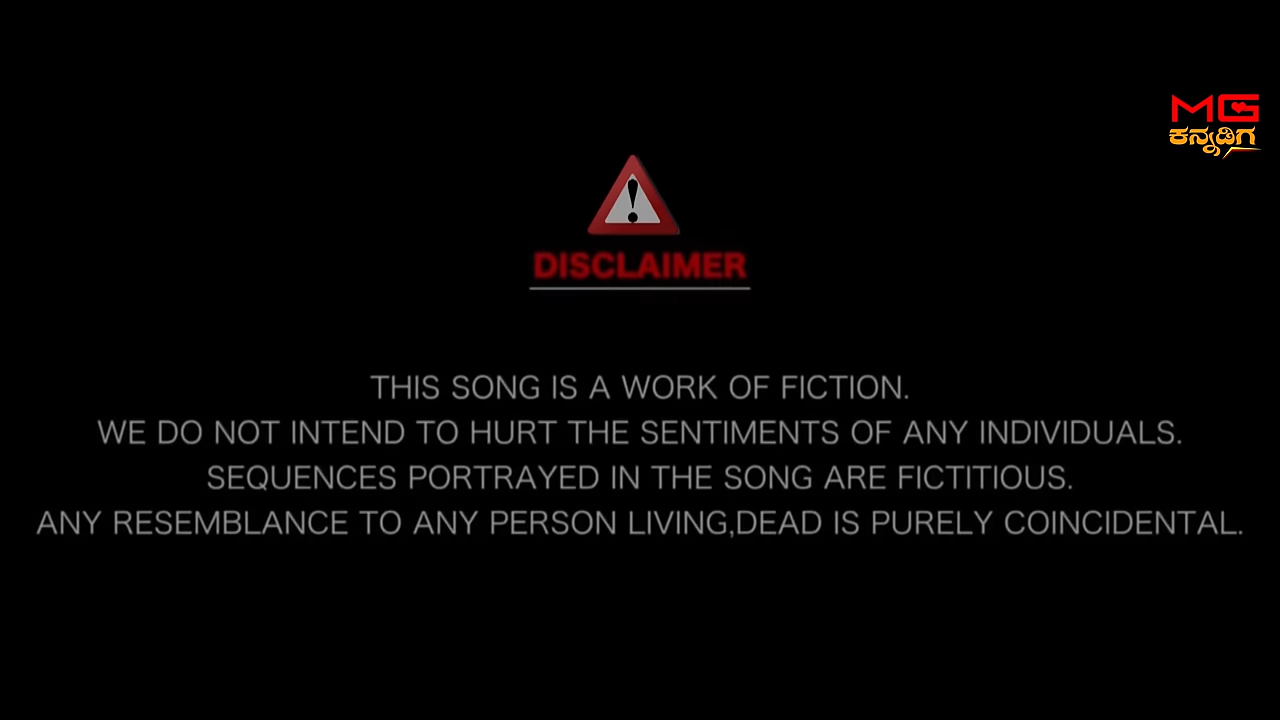 MG
ಕನ್ನಡಿಗ
DISCLAIMER
THIS SONG IS A WORK OF FICTION.
WE DO NOT INTEND TO HURT THE SENTIMENTS OF ANY INDIVIDUALS.
SEQUENCES PORTRAYED IN THE SONG ARE FICTITIOUS.
ANY RESEMBLANCE TO ANY PERSON LIVING,DEAD IS PURELY COINCIDENTAL.